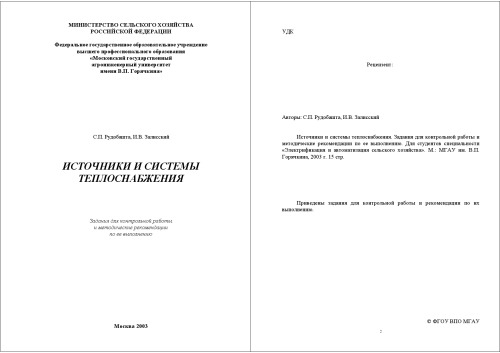 МИНИСТЕРСТВО СЕЛЬСКОГО ХОЗЯЙСТВА
РОССИЙСКОЙ ФЕДЕРАЦИИ
Федеральное государственное образовательное учреждение
высшего профессионального образования
«Московский государственный
агроинженерный университет
имени В.П. Горячкина»
С.П. Рудобашта, И.В. Залесский
ИСТОЧНИКИ И СИСТЕМЫ
ТЕПЛОСНАБЖЕНИЯ
Задания для контрольной работы
и методические рекомендации
по ее выполнению
Москва 2003
УДК
Рецензент:
Авторы: С.П. Рудобашта, И.В. Залесский
Источники и системы теплоснабжения. Задания для контрольной работы и
методические рекомендации по ее выполнению. Для студентов специальности
«Электрификация и автоматизация сельского хозяйства». М.: МГАУ им. В.П.
Горячкина, 2003 г. 15 стр.
Приведены задания для контрольной работы и рекомендации по их
выполнению.
© ФГОУ ВПО МГАУ
2